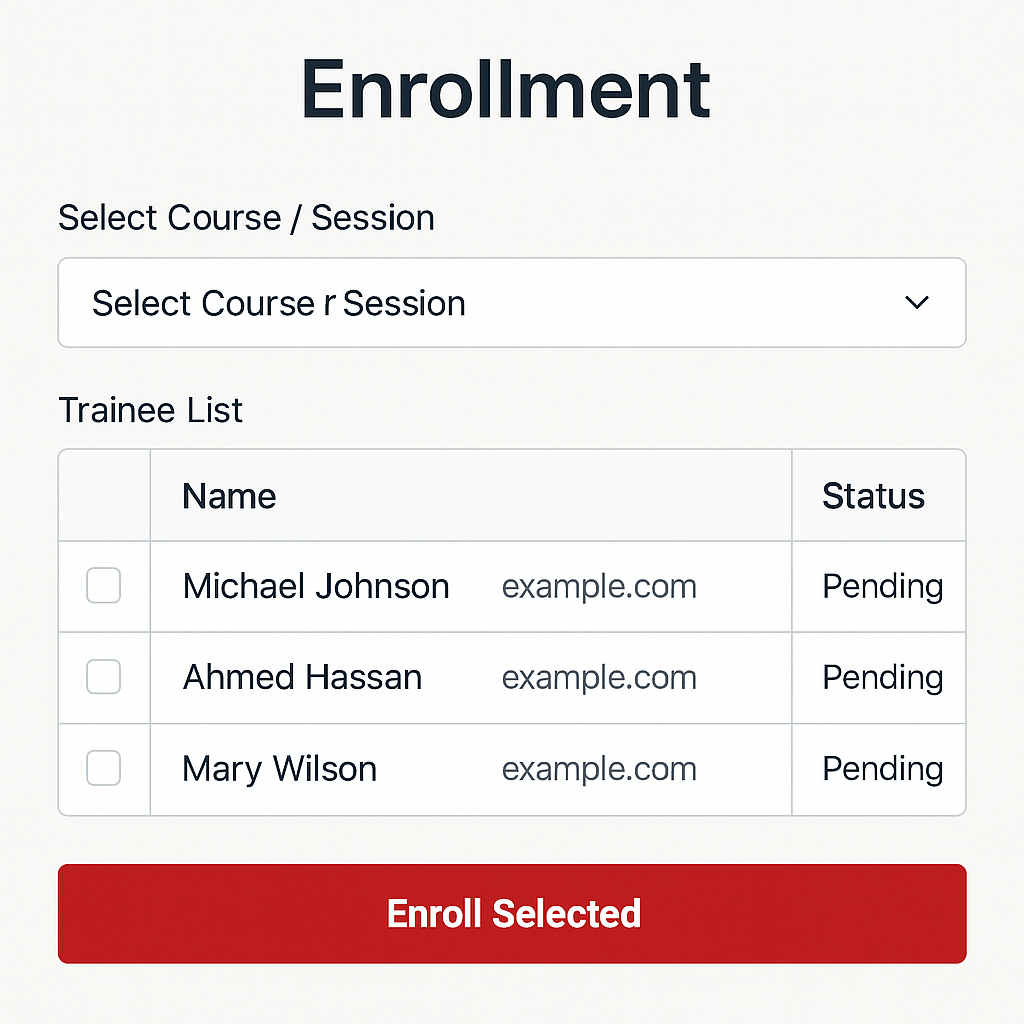 Enrollment
Select Course / Session
Select Course r Session
Trainee List
Name Status
Michael Johnson example.com Pending
Ahmed Hassan example.com Pending
Mary Wilson example.com Pending
Enroll Selected